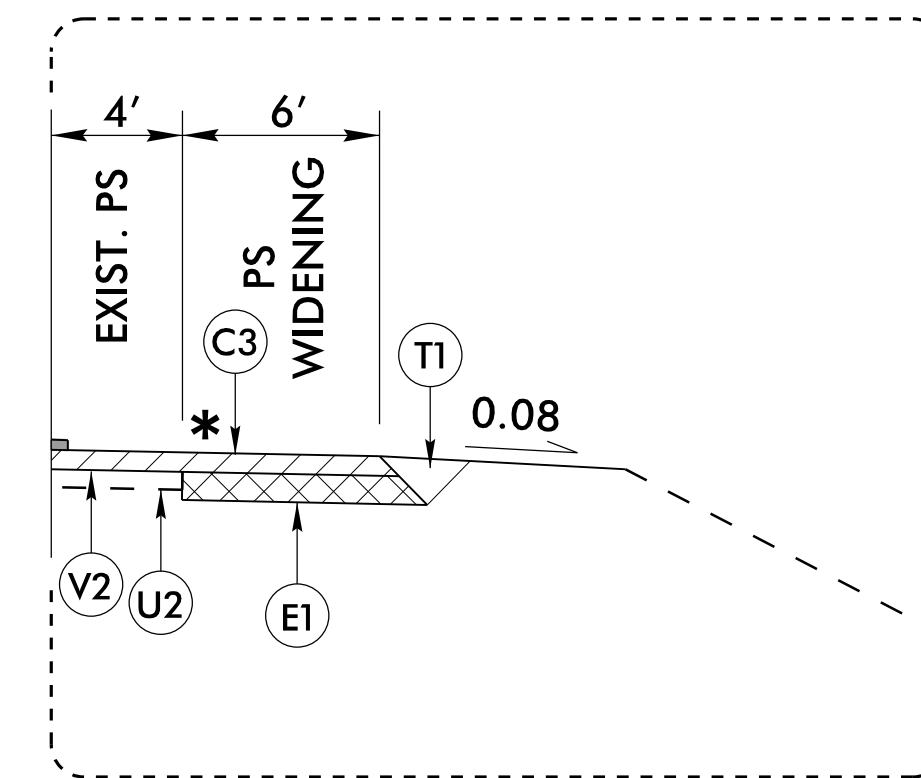 4' 6'
EXIST. PS
PS
WIDENING
C3
T1
*
0.08
V2
U2
E1